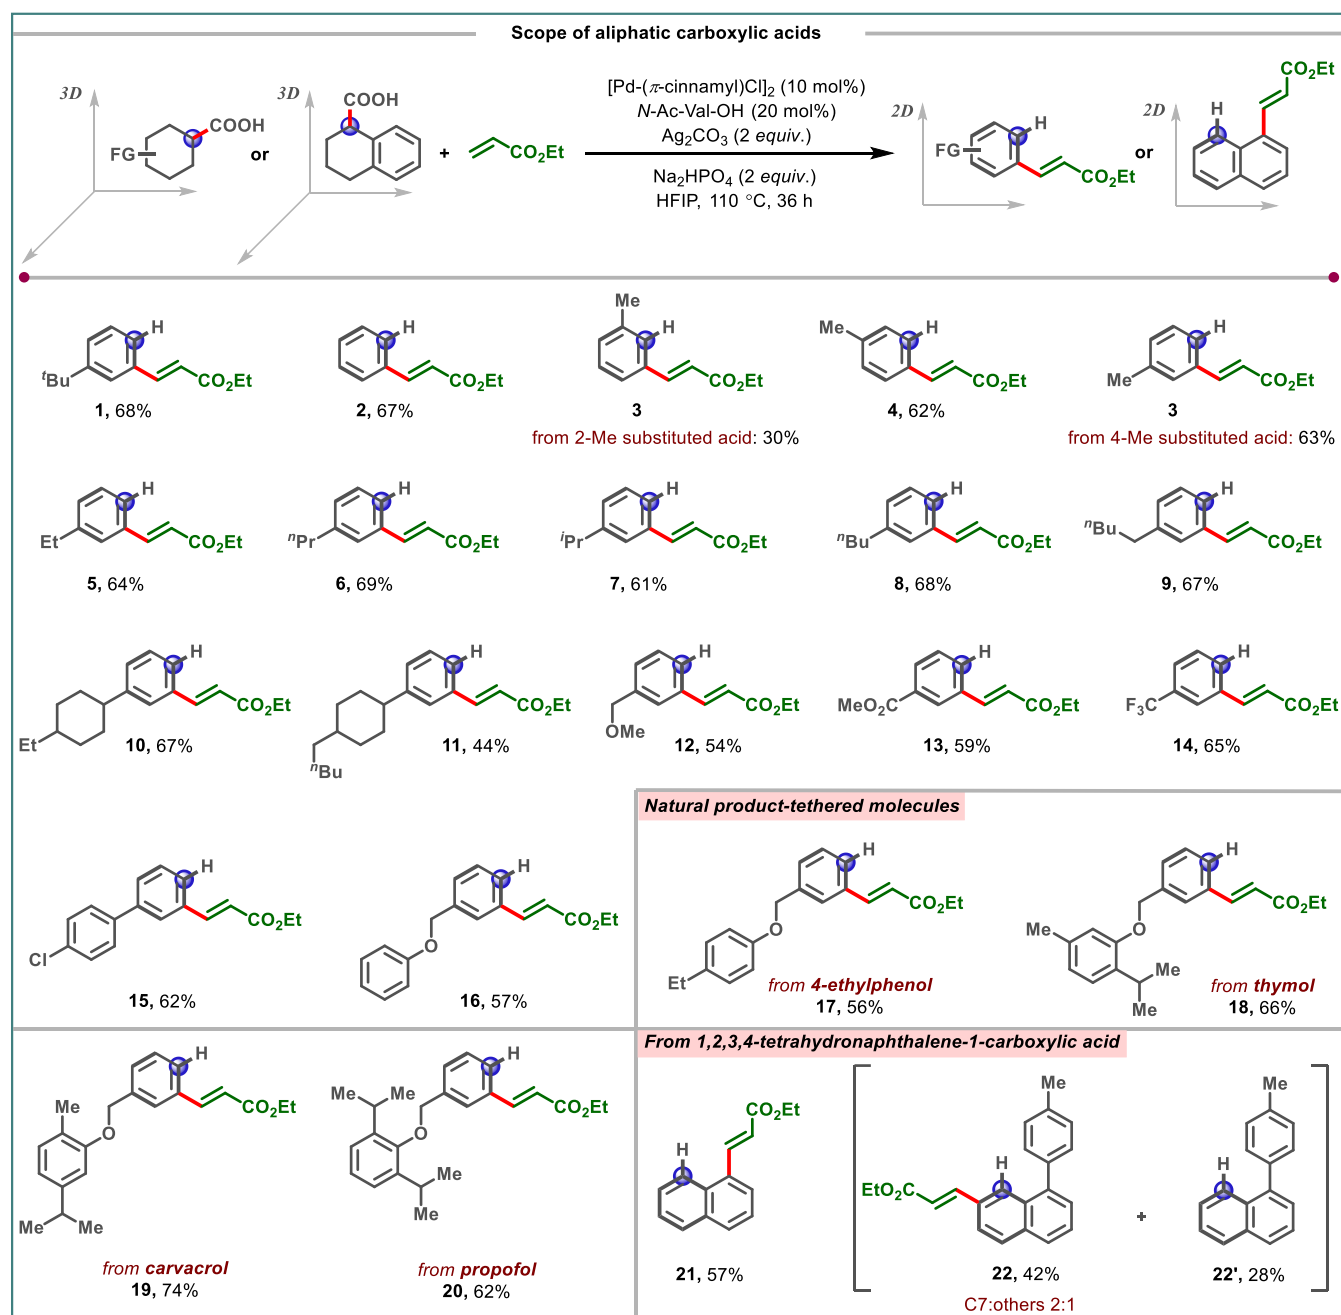 Scope of aliphatic carboxylic acids
3D
COOH
FG
or
3D
COOH
+
CO₂Et
[Pd-(π-cinnamyl)Cl]₂ (10 mol%)
N-Ac-Val-OH (20 mol%)
Ag₂CO₃ (2 equiv.)
Na₂HPO₄ (2 equiv.)
HFIP, 110 °C, 36 h
2D
H
FG
CO₂Et
or
2D
CO₂Et
H
H
ᵗBu
CO₂Et
1, 68%
H
CO₂Et
2, 67%
Me
H
CO₂Et
3
from 2-Me substituted acid: 30%
Me
H
CO₂Et
4, 62%
H
Me
CO₂Et
3
from 4-Me substituted acid: 63%
H
Et
CO₂Et
5, 64%
H
ⁿPr
CO₂Et
6, 69%
H
ⁱPr
CO₂Et
7, 61%
H
ⁿBu
CO₂Et
8, 68%
H
ⁿBu
CO₂Et
9, 67%
H
CO₂Et
Et
10, 67%
H
CO₂Et
ⁿBu
11, 44%
H
CO₂Et
OMe
12, 54%
H
MeO₂C
CO₂Et
13, 59%
H
F₃C
CO₂Et
14, 65%
H
CO₂Et
Cl
15, 62%
H
CO₂Et
O
16, 57%
Natural product-tethered molecules
H
CO₂Et
O
Et
from 4-ethylphenol
17, 56%
H
CO₂Et
O
Me
Me
Me
from thymol
18, 66%
H
CO₂Et
Me
O
Me
Me
from carvacrol
19, 74%
H
Me
Me
CO₂Et
O
Me
Me
from propofol
20, 62%
From 1,2,3,4-tetrahydronaphthalene-1-carboxylic acid
CO₂Et
H
21, 57%
Me
H
EtO₂C
22, 42%
C7:others 2:1
+
Me
H
22', 28%